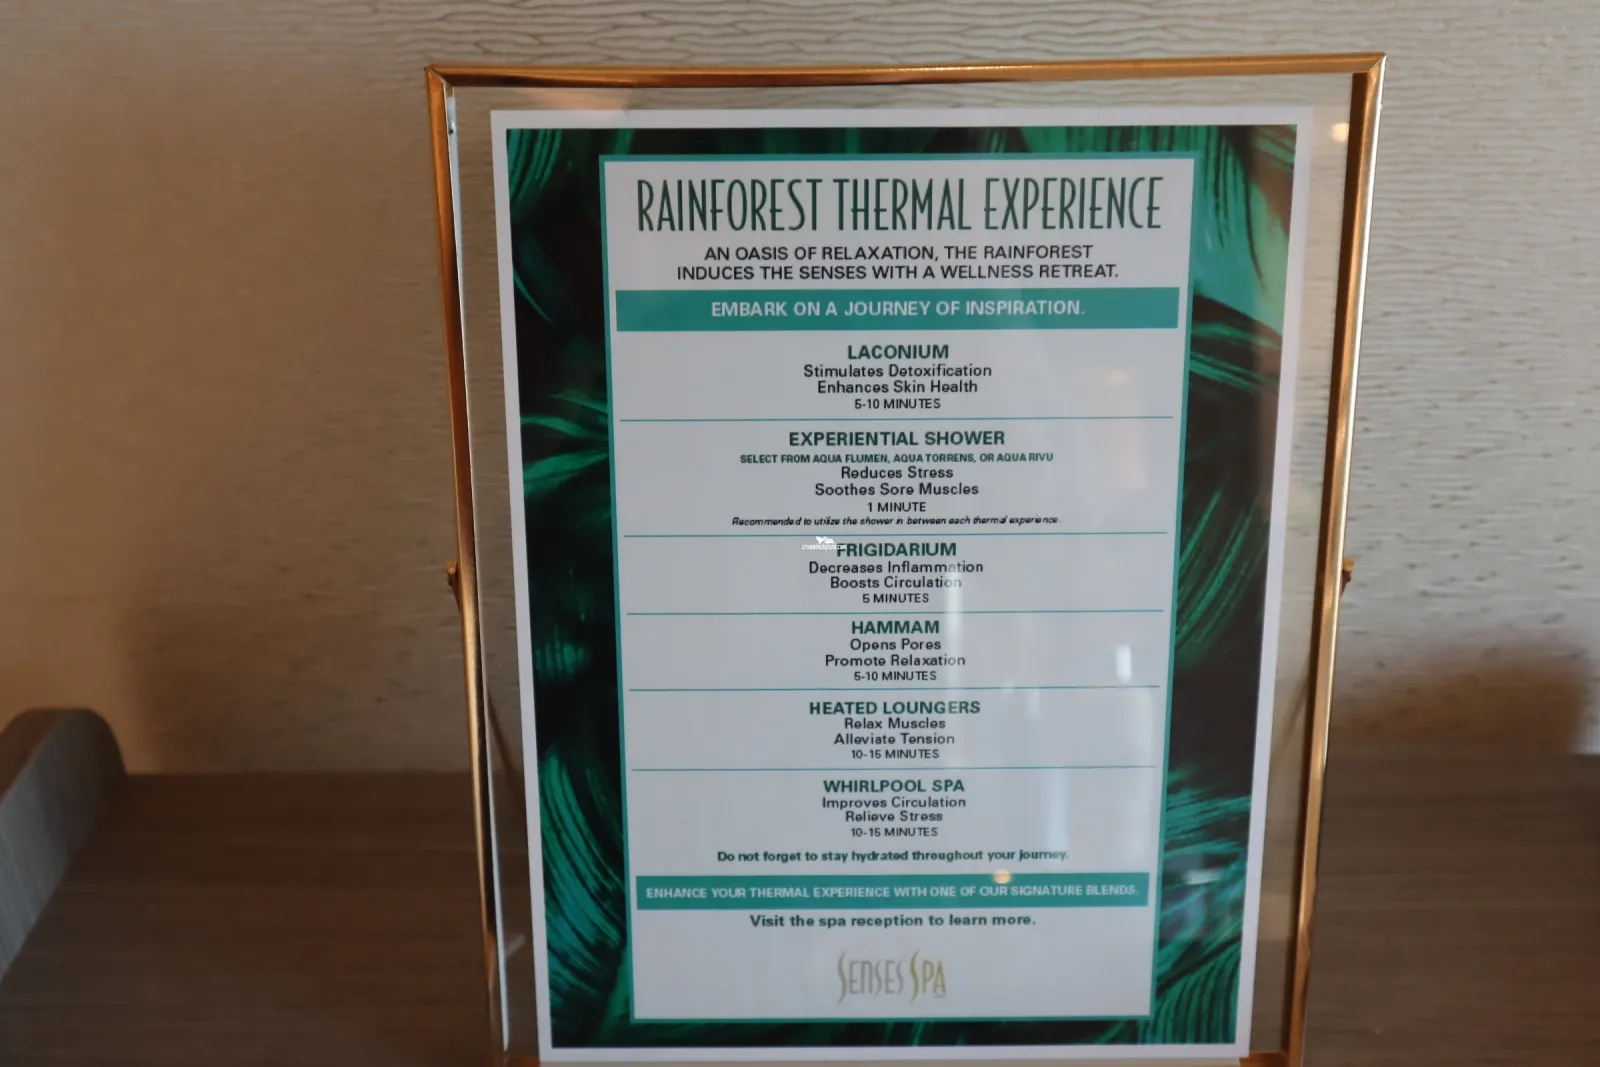 RAINFOREST THERMAL EXPERIENCE
AN OASIS OF RELAXATION, THE RAINFOREST
INDUCES THE SENSES WITH A WELLNESS RETREAT.
EMBARK ON A JOURNEY OF INSPIRATION.
LACONIUM
Stimulates Detoxification
Enhances Skin Health
5-10 MINUTES
EXPERIENTIAL SHOWER
SELECT FROM AQUA FLUMEN, AQUA TORRENS, OR AQUA RIVU
Reduces Stress
Soothes Sore Muscles
1 MINUTE
Recommended to utilize the shower in between each thermal experience.
cruisedeckplans.com
FRIGIDARIUM
Decreases Inflammation
Boosts Circulation
5 MINUTES
HAMMAM
Opens Pores
Promote Relaxation
5-10 MINUTES
HEATED LOUNGERS
Relax Muscles
Alleviate Tension
10-15 MINUTES
WHIRLPOOL SPA
Improves Circulation
Relieve Stress
10-15 MINUTES
Do not forget to stay hydrated throughout your journey.
ENHANCE YOUR THERMAL EXPERIENCE WITH ONE OF OUR SIGNATURE BLENDS.
Visit the spa reception to learn more.
SENSES SPA